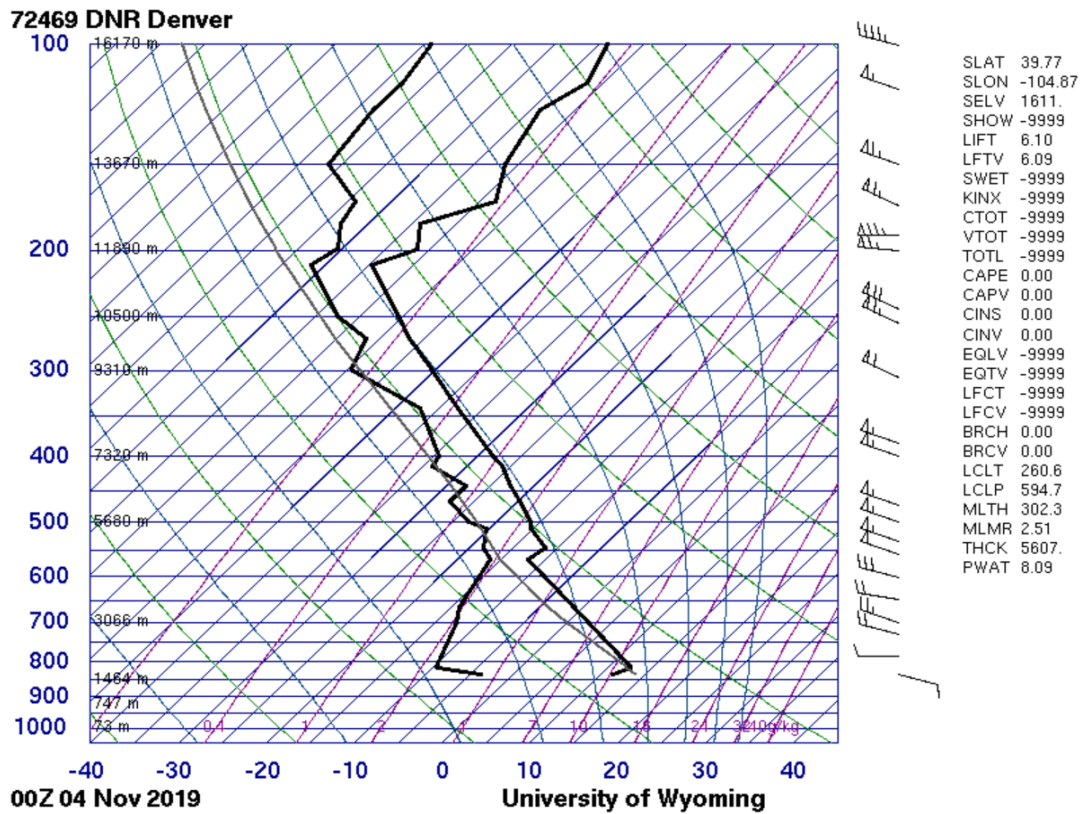 72469 DNR Denver
100
16170 m
13670 m
200
11890 m
10500 m
300
9310 m
400
7320 m
500
5680 m
600
700
3066 m
800
1464 m
900
747 m
1000
73 m
0.4
1
2
4
7
10
16
24
32
40g/kg
-40
-30
-20
-10
0
10
20
30
40
00Z 04 Nov 2019
University of Wyoming
SLAT 39.77
SLON -104.87
SELV 1611.
SHOW -9999
LIFT 6.10
LFTV 6.09
SWET -9999
KINX -9999
CTOT -9999
VTOT -9999
TOTL -9999
CAPE 0.00
CAPV 0.00
CINS 0.00
CINV 0.00
EQLV -9999
EQTV -9999
LFCT -9999
LFCV -9999
BRCH 0.00
BRCV 0.00
LCLT 260.6
LCLP 594.7
MLTH 302.3
MLMR 2.51
THCK 5607.
PWAT 8.09